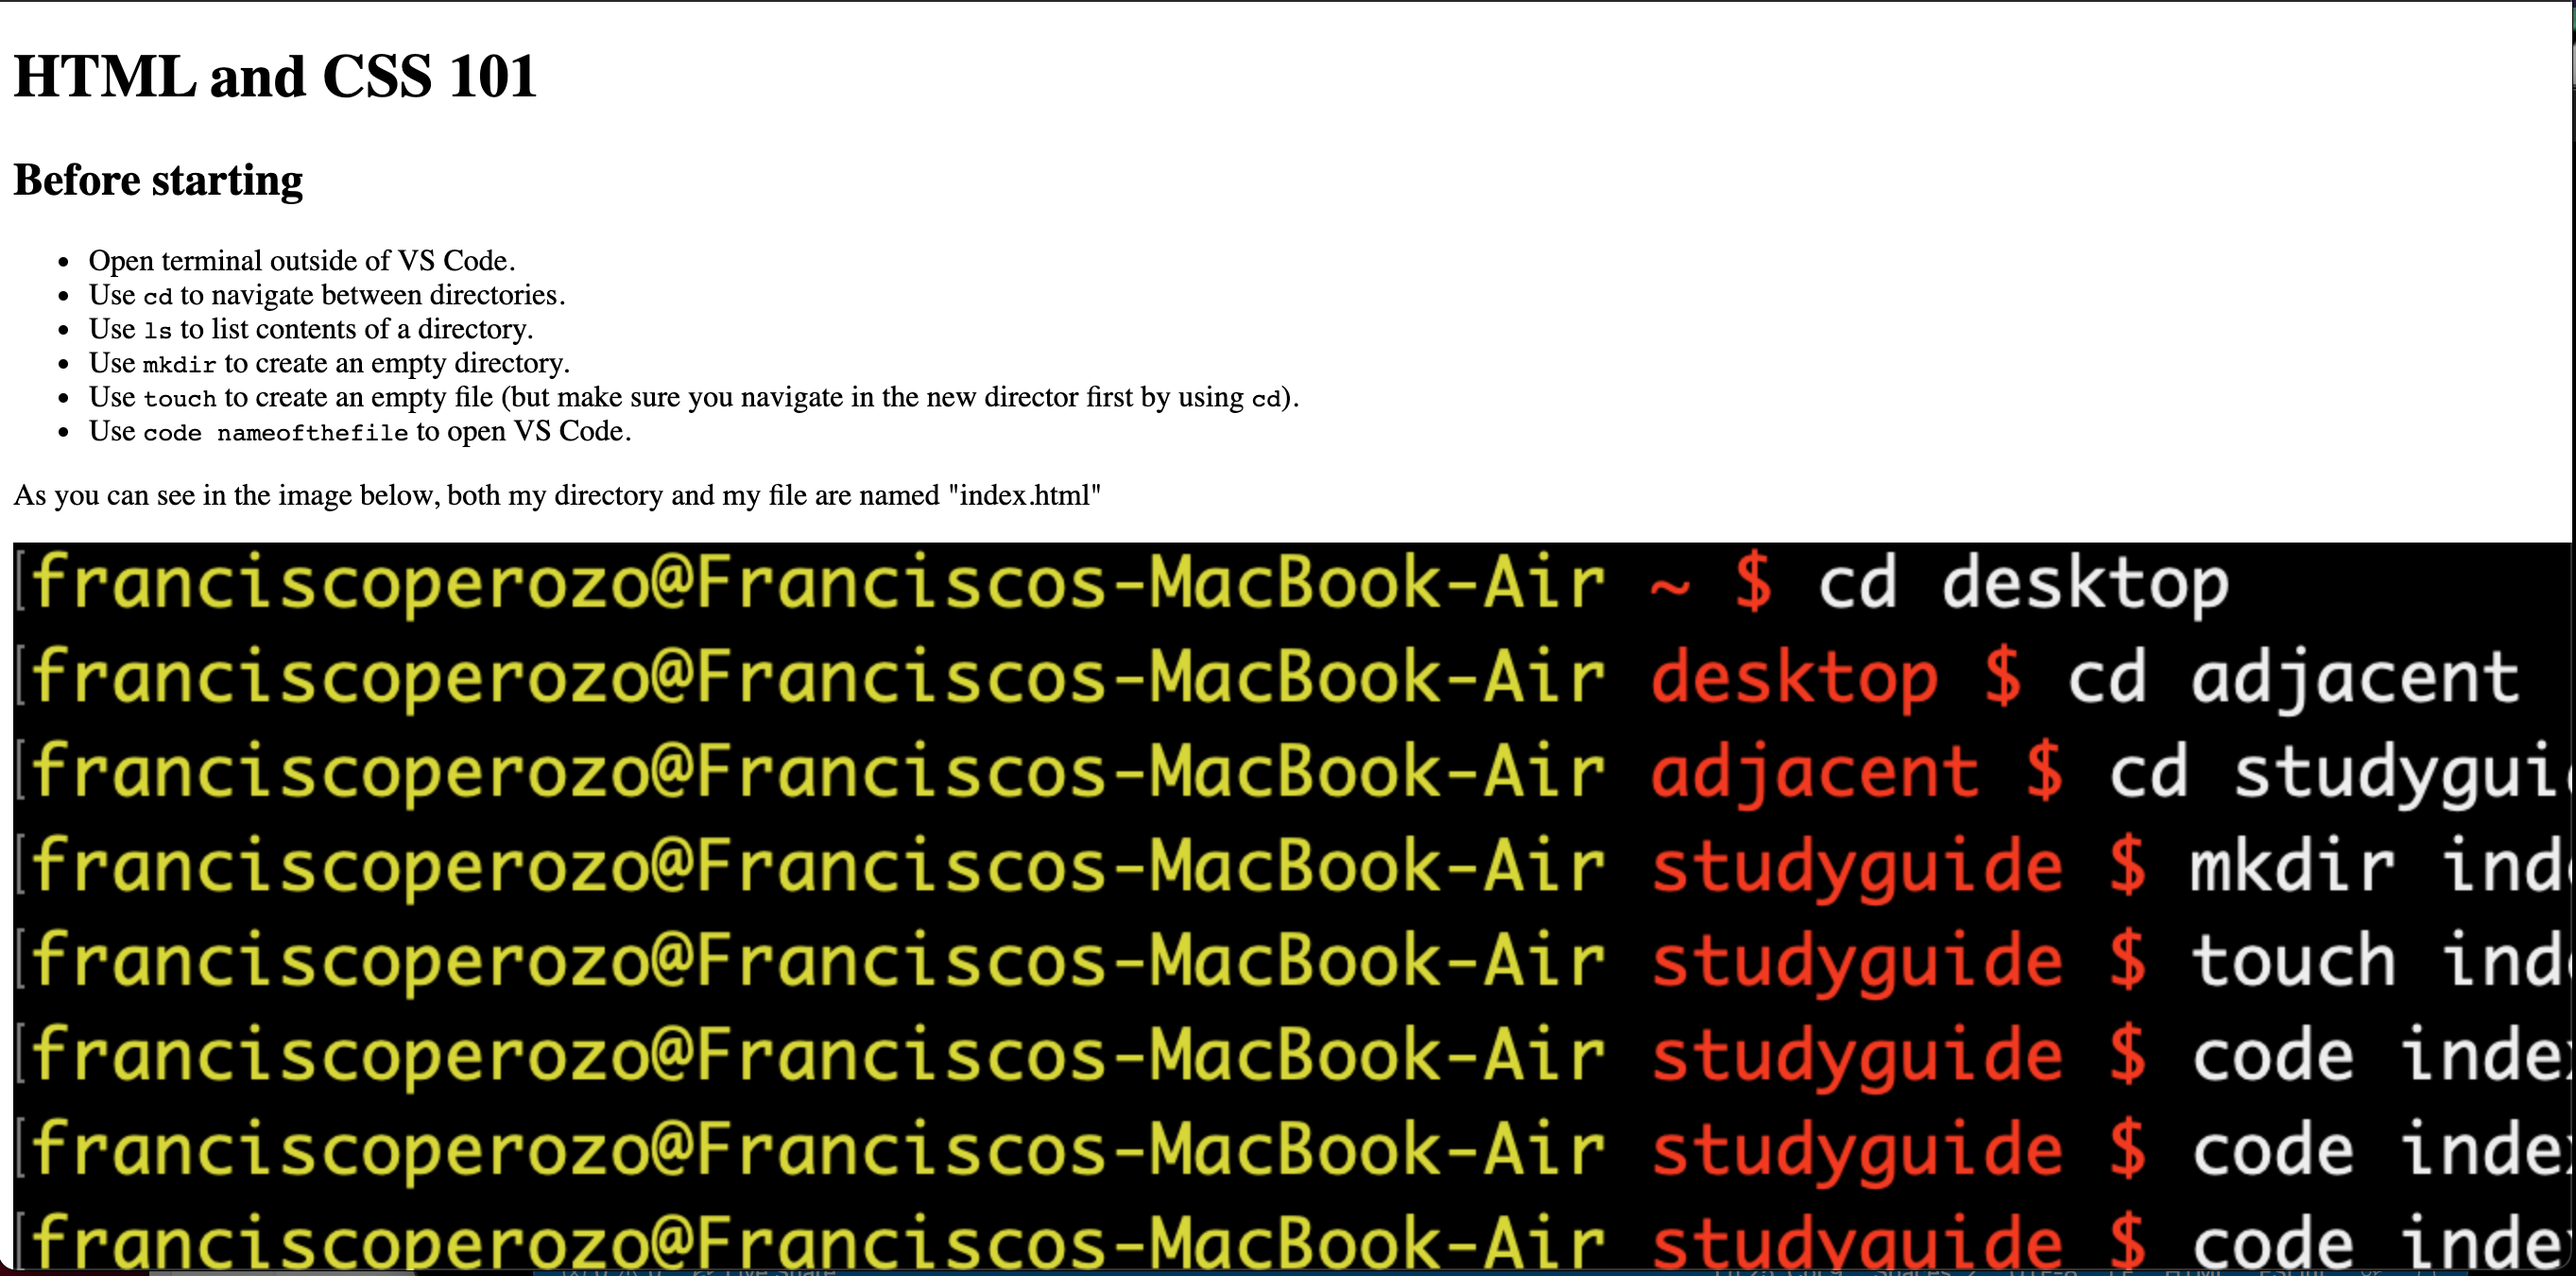 HTML and CSS 101
Before starting
• Open terminal outside of VS Code.
• Use cd to navigate between directories.
• Use ls to list contents of a directory.
• Use mkdir to create an empty directory.
• Use touch to create an empty file (but make sure you navigate in the new director first by using cd).
• Use code nameofthefile to open VS Code.
As you can see in the image below, both my directory and my file are named "index.html"
[franciscoperozo@Franciscos-MacBook-Air ~ $ cd desktop
[franciscoperozo@Franciscos-MacBook-Air desktop $ cd adjacent
[franciscoperozo@Franciscos-MacBook-Air adjacent $ cd studygui
[franciscoperozo@Franciscos-MacBook-Air studyguide $ mkdir ind
[franciscoperozo@Franciscos-MacBook-Air studyguide $ touch ind
[franciscoperozo@Franciscos-MacBook-Air studyguide $ code inde
[franciscoperozo@Franciscos-MacBook-Air studyguide $ code inde
[franciscoperozo@Franciscos-MacBook-Air studyguide $ code inde